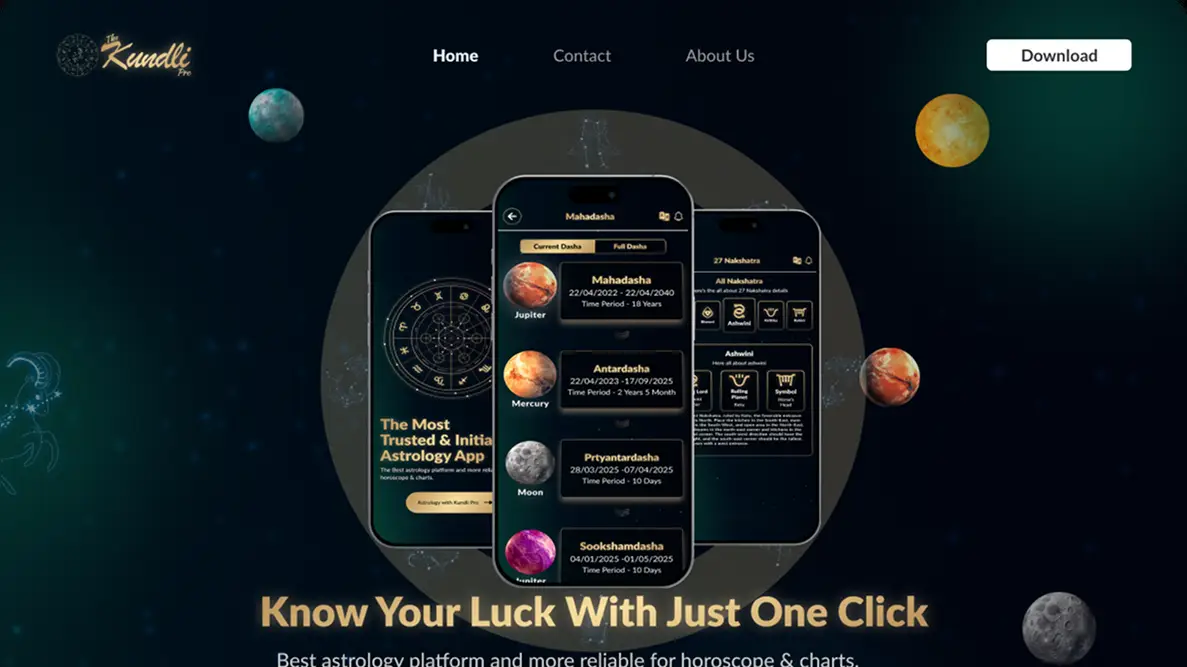 The
Kundli
Pro
Home
Contact
About Us
Download
The Most
Trusted & Initia
Astrology App
The Best astrology platform and more reli
horoscope & charts.
Astrology with Kundli Pro
Mahadasha
Current Dasha
Full Dasha
Jupiter
Mahadasha
22/04/2022 - 22/04/2040
Time Period - 18 Years
Mercury
Antardasha
22/04/2023 -17/09/2025
Time Period - 2 Years 5 Month
Moon
Prtyantardasha
28/03/2025 -07/04/2025
Time Period - 10 Days
Jupiter
Sookshamdasha
04/01/2025 -01/05/2025
Time Period - 10 Days
27 Nakshatra
All Nakshatra
ere's the all about 27 Nakshatra details
Ashwini
Ashwini
Here all about ashwini
Lord
Ruling
Planet
Ketu
Symbol
Horse's
Head
Know Your Luck With Just One Click
Best astrology platform and more reliable for horoscope & charts.